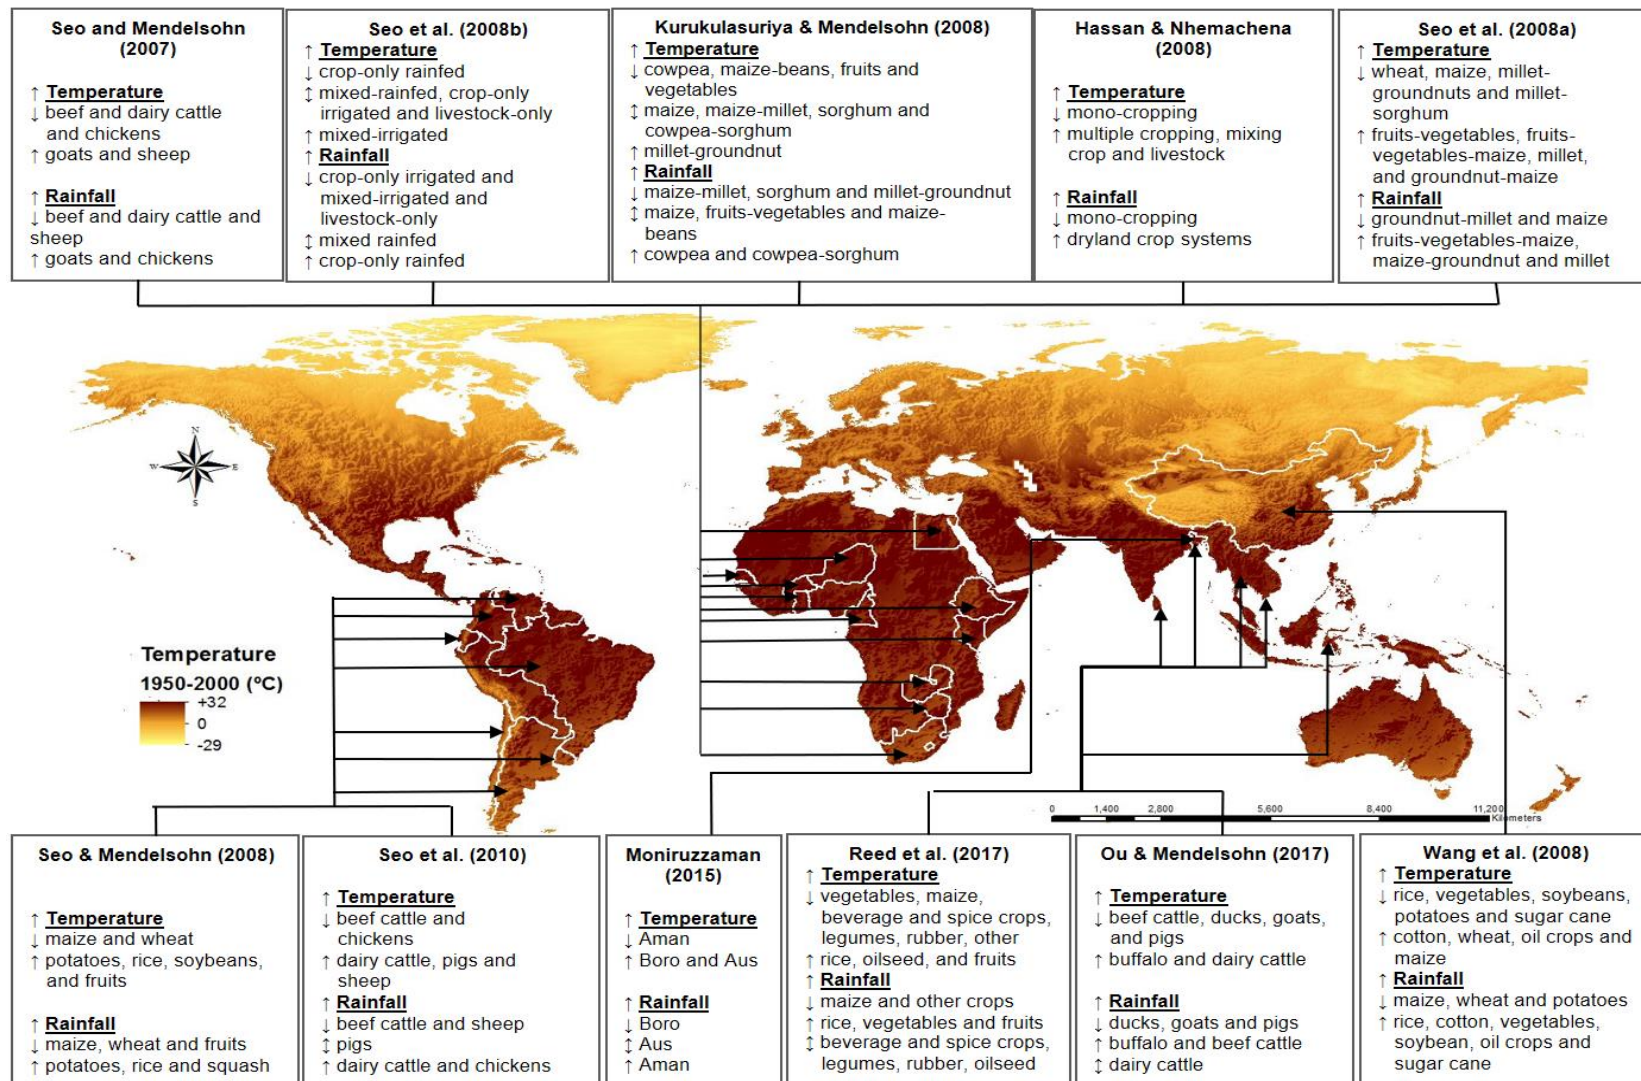 Seo and Mendelsohn
(2007)
↑ Temperature
↓ beef and dairy cattle
and chickens
↑ goats and sheep
↑ Rainfall
↓ beef and dairy cattle and
sheep
↑ goats and chickens
Seo et al. (2008b)
↑ Temperature
↓ crop-only rainfed
↕ mixed-rainfed, crop-only
irrigated and livestock-only
↑ mixed-irrigated
↑ Rainfall
↓ crop-only irrigated and
mixed-irrigated and
livestock-only
↕ mixed rainfed
↑ crop-only rainfed
Kurukulasuriya & Mendelsohn (2008)
↑ Temperature
↓ cowpea, maize-beans, fruits and
vegetables
↕ maize, maize-millet, sorghum and
cowpea-sorghum
↑ millet-groundnut
↑ Rainfall
↓ maize-millet, sorghum and millet-groundnut
↕ maize, fruits-vegetables and maize-
beans
↑ cowpea and cowpea-sorghum
Hassan & Nhemachena
(2008)
↑ Temperature
↓ mono-cropping
↑ multiple cropping, mixing
crop and livestock
↑ Rainfall
↓ mono-cropping
↑ dryland crop systems
Seo et al. (2008a)
↑ Temperature
↓ wheat, maize, millet-
groundnuts and millet-
sorghum
↑ fruits-vegetables, fruits-
vegetables-maize, millet,
and groundnut-maize
↑ Rainfall
↓ groundnut-millet and maize
↑ fruits-vegetables-maize,
maize-groundnut and millet
N
W E
S
Temperature
1950-2000 (ºC)
+32
0
-29
0 1,400 2,800 5,600 8,400 11,200
Kilometers
Seo & Mendelsohn (2008)
↑ Temperature
↓ maize and wheat
↑ potatoes, rice, soybeans,
and fruits
↑ Rainfall
↓ maize, wheat and fruits
↑ potatoes, rice and squash
Seo et al. (2010)
↑ Temperature
↓ beef cattle and
chickens
↑ dairy cattle, pigs and
sheep
↑ Rainfall
↓ beef cattle and sheep
↕ pigs
↑ dairy cattle and chickens
Moniruzzaman
(2015)
↑ Temperature
↓ Aman
↑ Boro and Aus
↑ Rainfall
↓ Boro
↕ Aus
↑ Aman
Reed et al. (2017)
↑ Temperature
↓ vegetables, maize,
beverage and spice crops,
legumes, rubber, other
↑ rice, oilseed, and fruits
↑ Rainfall
↓ maize and other crops
↑ rice, vegetables and fruits
↕ beverage and spice crops,
legumes, rubber, oilseed
Ou & Mendelsohn (2017)
↑ Temperature
↓ beef cattle, ducks, goats,
and pigs
↑ buffalo and dairy cattle
↑ Rainfall
↓ ducks, goats and pigs
↑ buffalo and beef cattle
↕ dairy cattle
Wang et al. (2008)
↑ Temperature
↓ rice, vegetables, soybeans,
potatoes and sugar cane
↑ cotton, wheat, oil crops and
maize
↑ Rainfall
↓ maize, wheat and potatoes
↑ rice, cotton, vegetables,
soybean, oil crops and
sugar cane